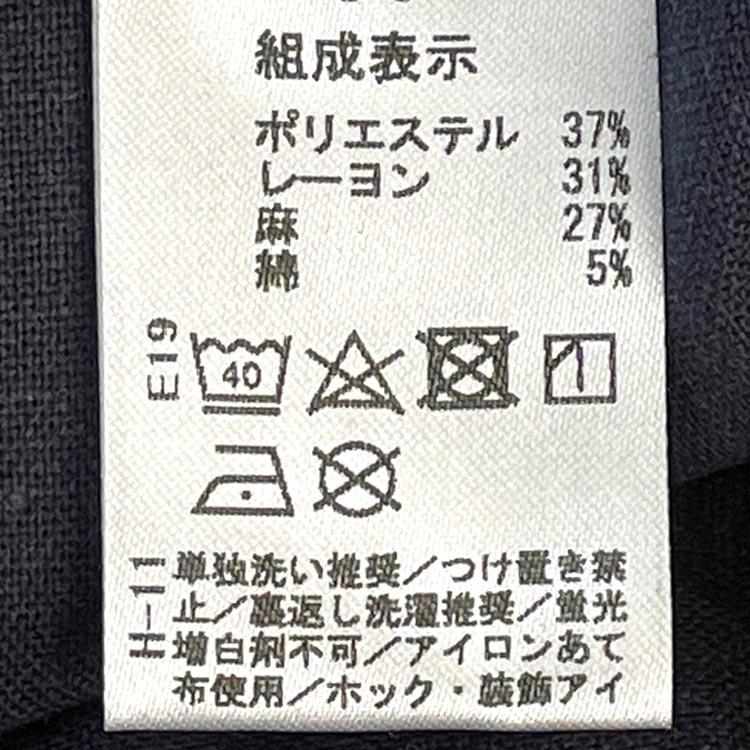 組成表示
ポリエステル 37%
レーヨン 31%
麻 27%
綿 5%
E19
40
H-11
単独洗い推奨/つけ置き禁
止/裏返し洗濯推奨/蛍光
増白剤不可/アイロンあて
布使用/ホック・装飾アイ